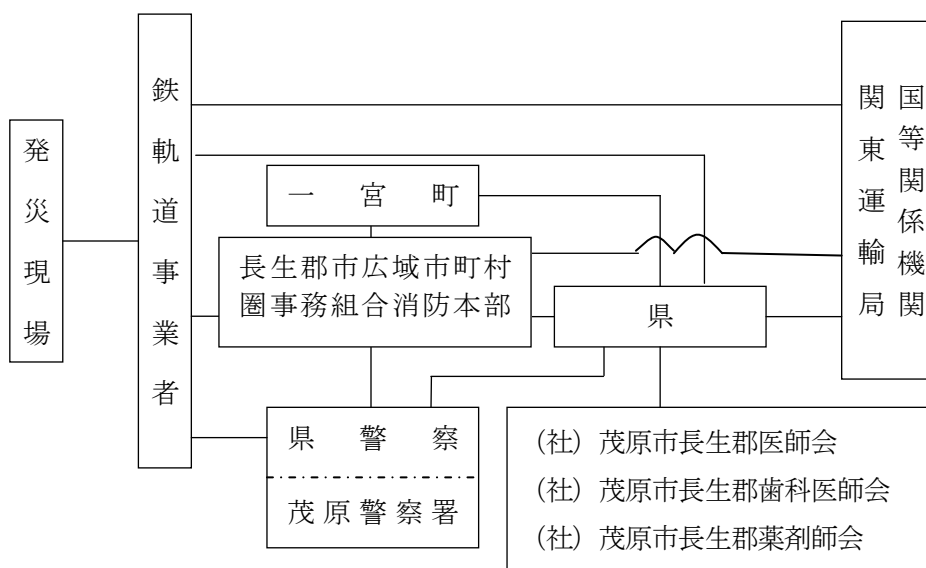 発災現場
鉄軌道事業者
一宮町
長生郡市広域市町村
圏事務組合消防本部
県
県警察
茂原警察署
国等関係機関
関東運輸局
(社) 茂原市長生郡医師会
(社) 茂原市長生郡歯科医師会
(社) 茂原市長生郡薬剤師会